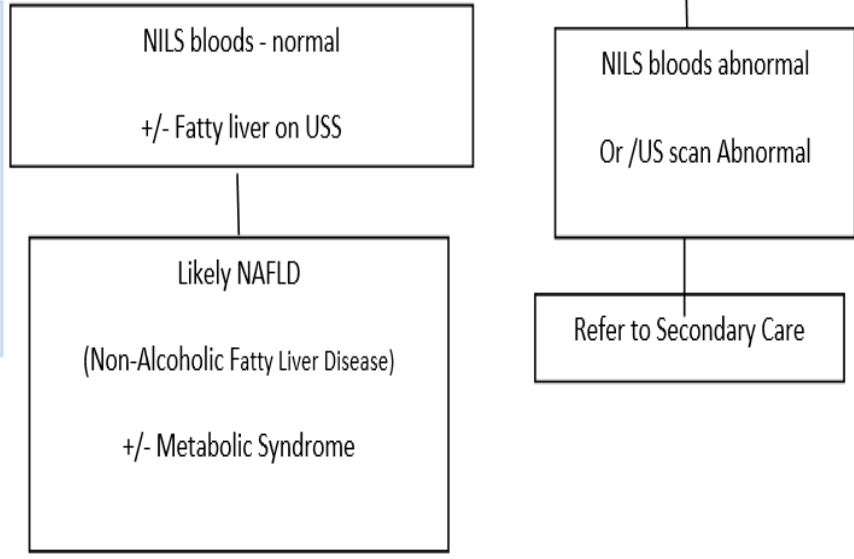 NILS bloods - normal
+/- Fatty liver on USS
Likely NAFLD
(Non-Alcoholic Fatty Liver Disease)
+/- Metabolic Syndrome
NILS bloods abnormal
Or /US scan Abnormal
Refer to Secondary Care